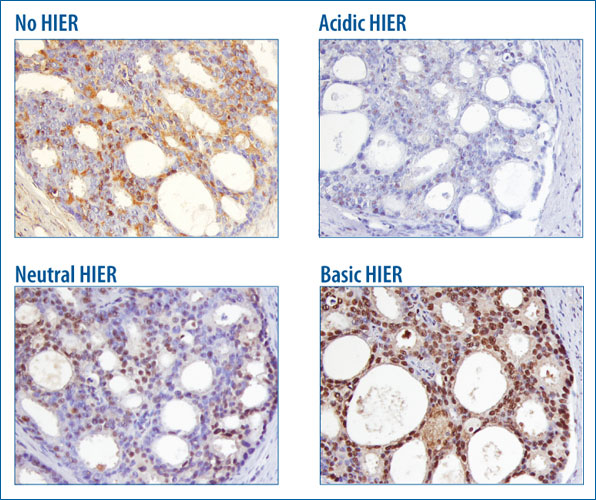 No HIER
Acidic HIER
Neutral HIER
Basic HIER